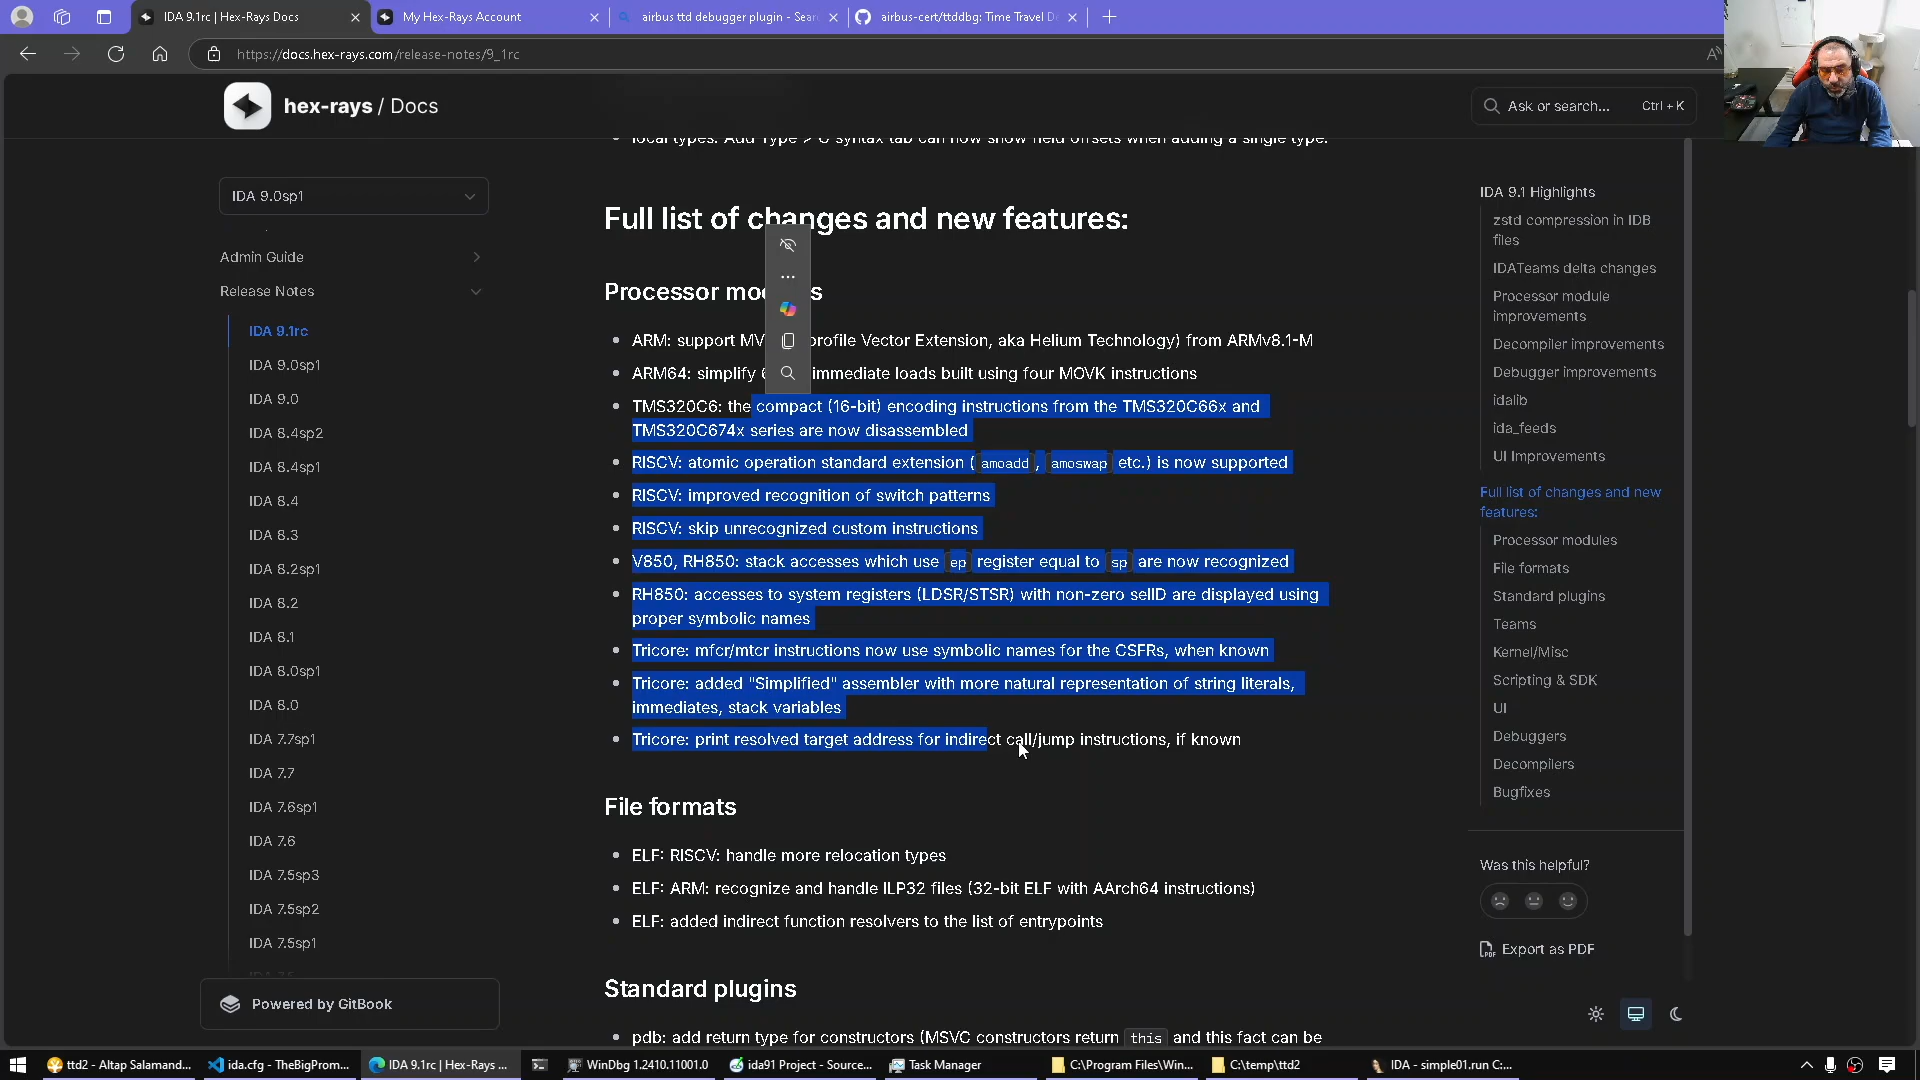 IDA 9.1rc | Hex-Rays Docs
My Hex-Rays Account
airbus ttd debugger plugin - Sear
airbus-cert/ttddbg: Time Travel De
https://docs.hex-rays.com/release-notes/9_1rc
hex-rays / Docs
Ask or search... Ctrl + K
local types: Add Type > C syntax tab can now show field offsets when adding a single type.
IDA 9.0sp1
Admin Guide
Release Notes
IDA 9.1rc
IDA 9.0sp1
IDA 9.0
IDA 8.4sp2
IDA 8.4sp1
IDA 8.4
IDA 8.3
IDA 8.2sp1
IDA 8.2
IDA 8.1
IDA 8.0sp1
IDA 8.0
IDA 7.7sp1
IDA 7.7
IDA 7.6sp1
IDA 7.6
IDA 7.5sp3
IDA 7.5sp2
IDA 7.5sp1
Powered by GitBook
Full list of changes and new features:
Processor mo s
ARM: support MV profile Vector Extension, aka Helium Technology) from ARMv8.1-M
ARM64: simplify immediate loads built using four MOVK instructions
TMS320C6: the compact (16-bit) encoding instructions from the TMS320C66x and
TMS320C674x series are now disassembled
RISCV: atomic operation standard extension ( amoadd , amoswap etc.) is now supported
RISCV: improved recognition of switch patterns
RISCV: skip unrecognized custom instructions
V850, RH850: stack accesses which use ep register equal to sp are now recognized
RH850: accesses to system registers (LDSR/STSR) with non-zero selID are displayed using
proper symbolic names
Tricore: mfcr/mtcr instructions now use symbolic names for the CSFRs, when known
Tricore: added "Simplified" assembler with more natural representation of string literals,
immediates, stack variables
Tricore: print resolved target address for indirect call/jump instructions, if known
File formats
ELF: RISCV: handle more relocation types
ELF: ARM: recognize and handle ILP32 files (32-bit ELF with AArch64 instructions)
ELF: added indirect function resolvers to the list of entrypoints
Standard plugins
pdb: add return type for constructors (MSVC constructors return this and this fact can be
IDA 9.1 Highlights
zstd compression in IDB
files
IDATeams delta changes
Processor module
improvements
Decompiler improvements
Debugger improvements
idalib
ida_feeds
UI Improvements
Full list of changes and new
features:
Processor modules
File formats
Standard plugins
Teams
Kernel/Misc
Scripting & SDK
UI
Debuggers
Decompilers
Bugfixes
Was this helpful?
Export as PDF
ttd2 - Altap Salamand...
ida.cfg - TheBigProm...
IDA 9.1rc | Hex-Rays ...
WinDbg 1.2410.11001.0
ida91 Project - Source...
Task Manager
C:\Program Files\Win...
C:\temp\ttd2
IDA - simple01.run C:...